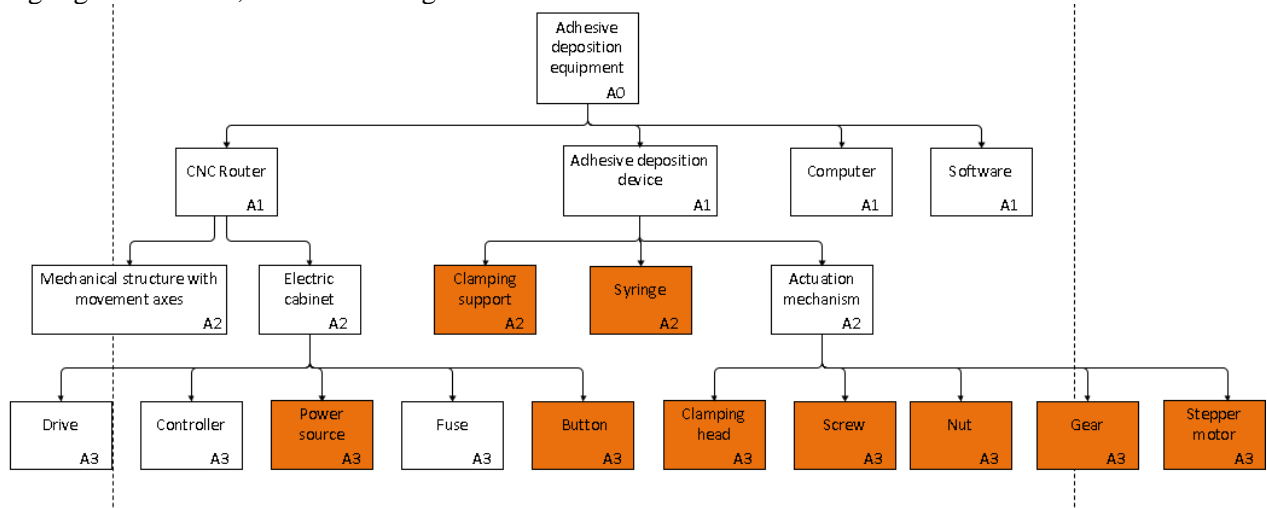 Adhesive
deposition
equipment
A0
CNC Router
A1
Adhesive deposition
device
A1
Computer
A1
Software
A1
Mechanical structure with
movement axes
A2
Electric
cabinet
A2
Clamping
support
A2
Syringe
A2
Actuation
mechanism
A2
Drive
A3
Controller
A3
Power
source
A3
Fuse
A3
Button
A3
Clamping
head
A3
Screw
A3
Nut
A3
Gear
A3
Stepper
motor
A3